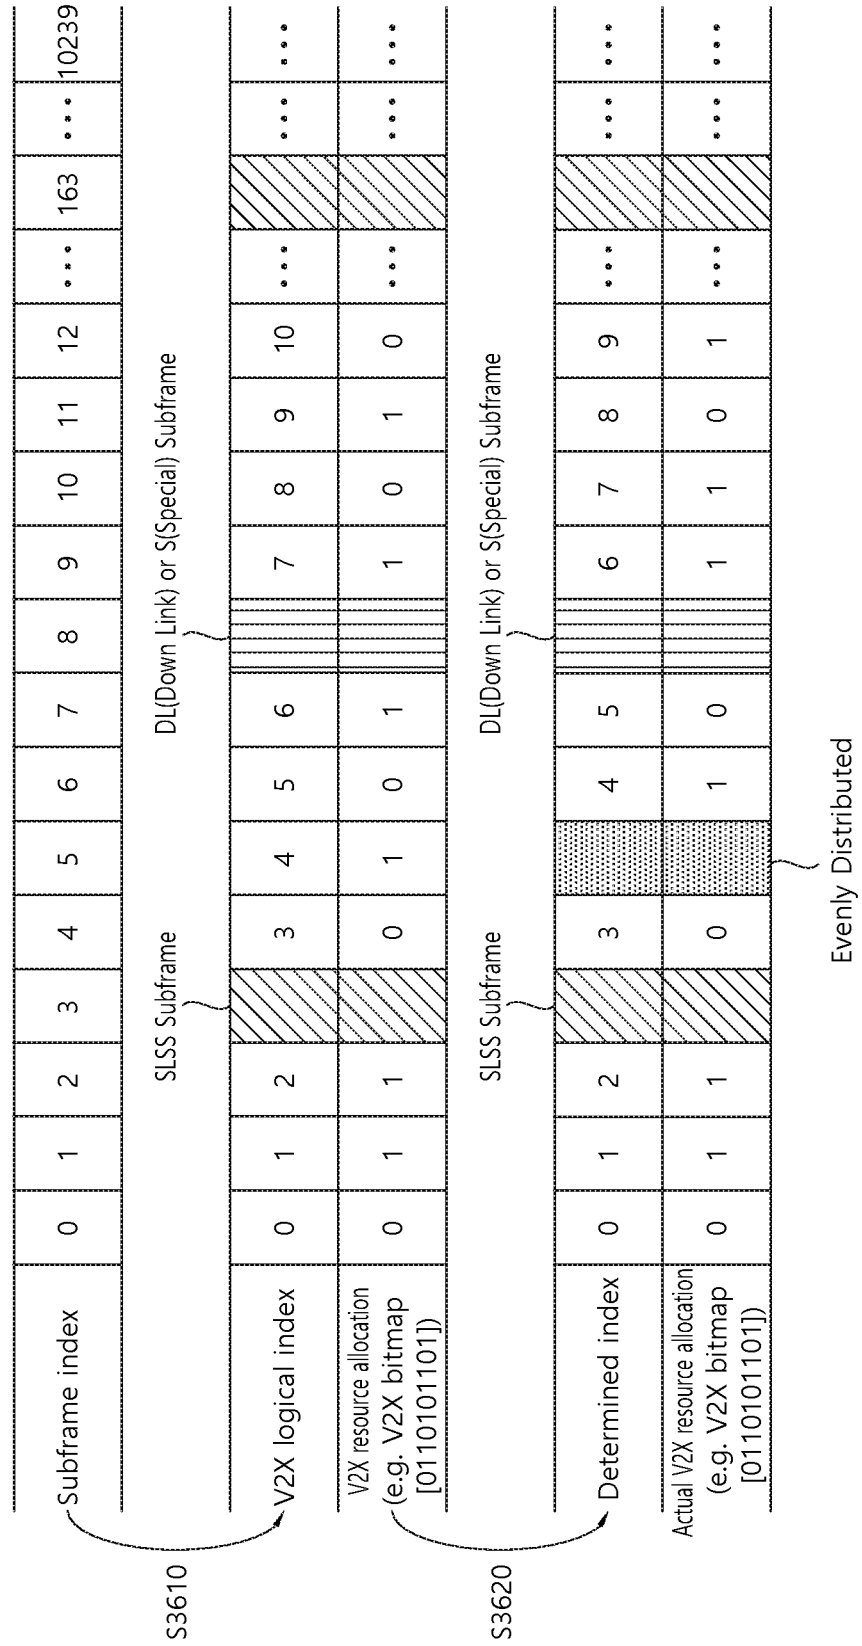 Subframe index 0 1 2 3 4 5 6 7 8 9 10 11 12 ••• 163 ••• 10239
S3610
SLSS Subframe
DL(Down Link) or S(Special) Subframe
V2X logical index 0 1 2 3 4 5 6 7 8 9 10 ••• •••  •••
V2X resource allocation
(e.g. V2X bitmap
[0110101101])
0 1 1 0 1 0 1 1 0 1 0 ••• ••• •••
S3620
SLSS Subframe
DL(Down Link) or S(Special) Subframe
Determined index 0 1 2 3 4 5 6 7 8 9 ••• ••• •••
Actual V2X resource allocation
(e.g. V2X bitmap
[0110101101])
0 1 1 0 1 0 1 1 0 1 ••• ••• •••
Evenly Distributed